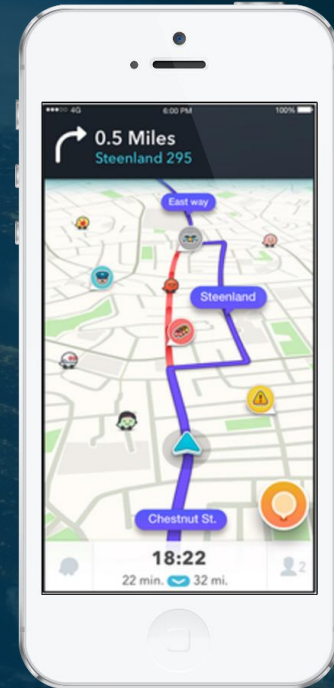 4G 6:00 PM 100%
0.5 Miles
Steenland 295
East way
Steenland
Chestnut St.
18:22
22 min. 32 mi.
2